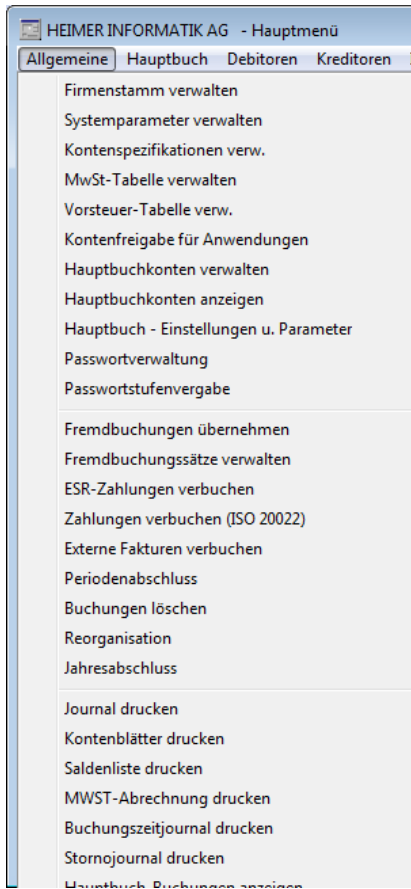 HEIMER INFORMATIK AG - Hauptmenü
Allgemeine Hauptbuch Debitoren Kreditoren
Firmenstamm verwalten
Systemparameter verwalten
Kontenspezifikationen verw.
MwSt-Tabelle verwalten
Vorsteuer-Tabelle verw.
Kontenfreigabe für Anwendungen
Hauptbuchkonten verwalten
Hauptbuchkonten anzeigen
Hauptbuch - Einstellungen u. Parameter
Passwortverwaltung
Passwortstufenvergabe
Fremdbuchungen übernehmen
Fremdbuchungssätze verwalten
ESR-Zahlungen verbuchen
Zahlungen verbuchen (ISO 20022)
Externe Fakturen verbuchen
Periodenabschluss
Buchungen löschen
Reorganisation
Jahresabschluss
Journal drucken
Kontenblätter drucken
Saldenliste drucken
MWST-Abrechnung drucken
Buchungszeitjournal drucken
Stornojournal drucken
Hauptbuch-Buchungen anzeigen